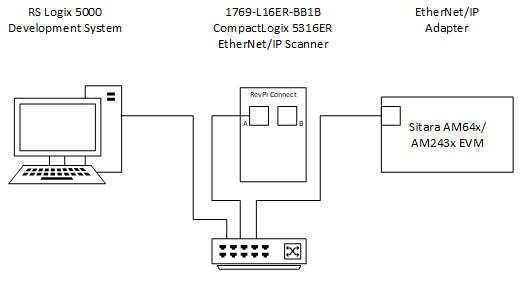 RS Logix 5000
Development System
1769-L16ER-BB1B
CompactLogix 5316ER
EtherNet/IP Scanner
EtherNet/IP
Adapter
RevPi Connect
A
B
Sitara AM64x/
AM243x EVM